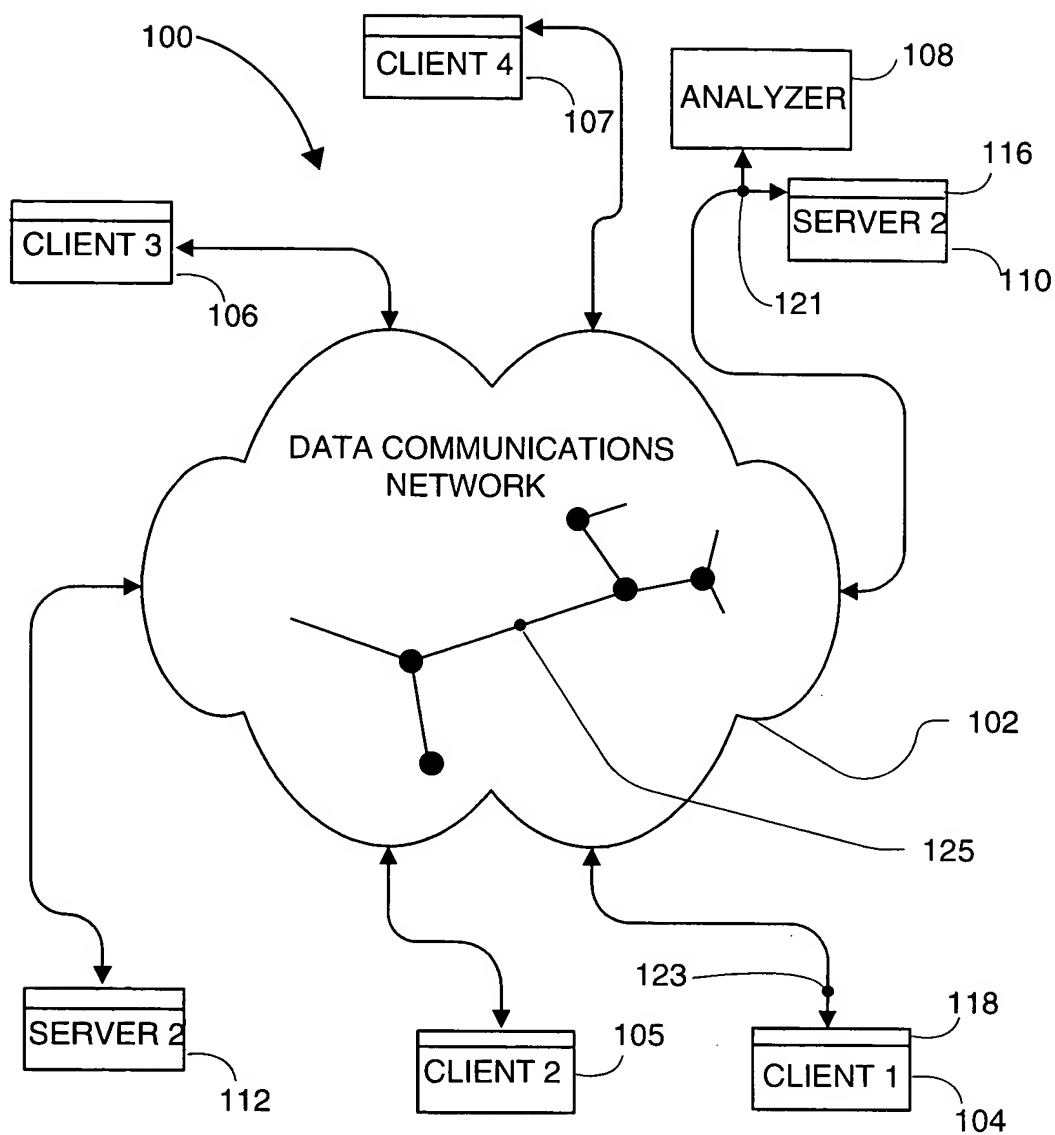 100
CLIENT 4
107
108
ANALYZER
116
SERVER 2
110
121
CLIENT 3
106
DATA COMMUNICATIONS
NETWORK
102
125
123
118
CLIENT 1
104
105
CLIENT 2
SERVER 2
112